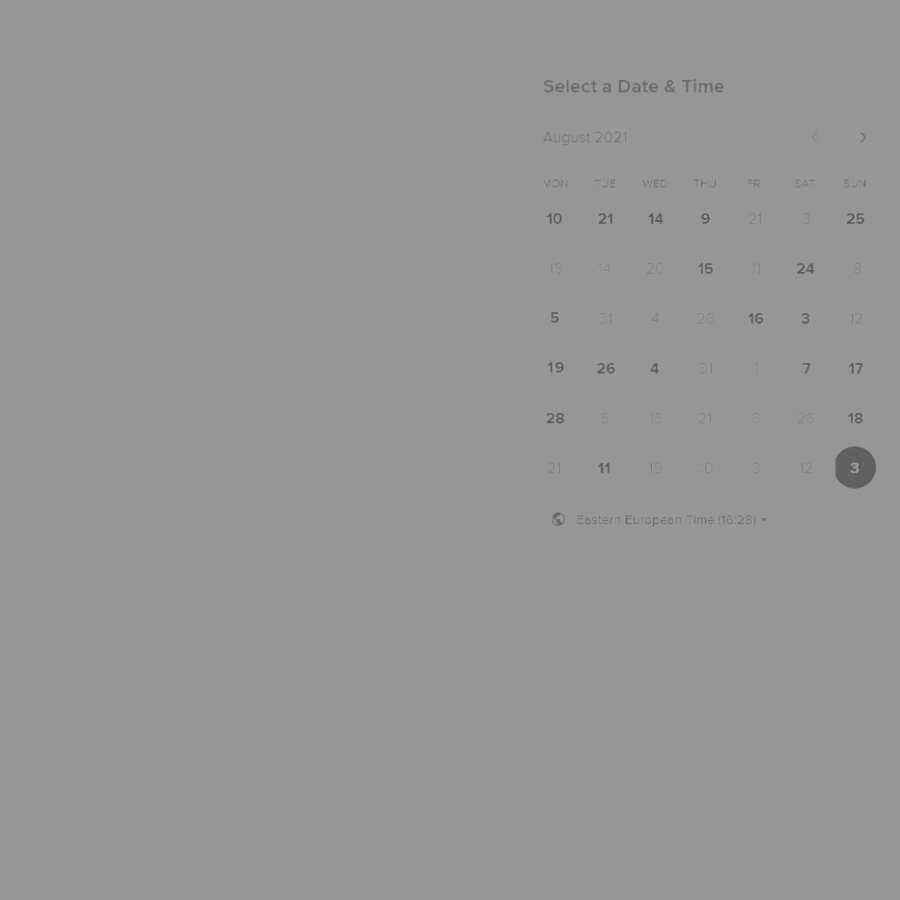 Select a Date & Time
August 2021
MON TUE WED THU FRI SAT SUN
10 21 14 9 21 3 25
16 14 20 15 11 24 8
5 31 4 26 16 3 12
19 26 4 31 1 7 17
28 5 15 21 6 26 18
21 11 19 10 3 12 3
Eastern European Time (16:28)